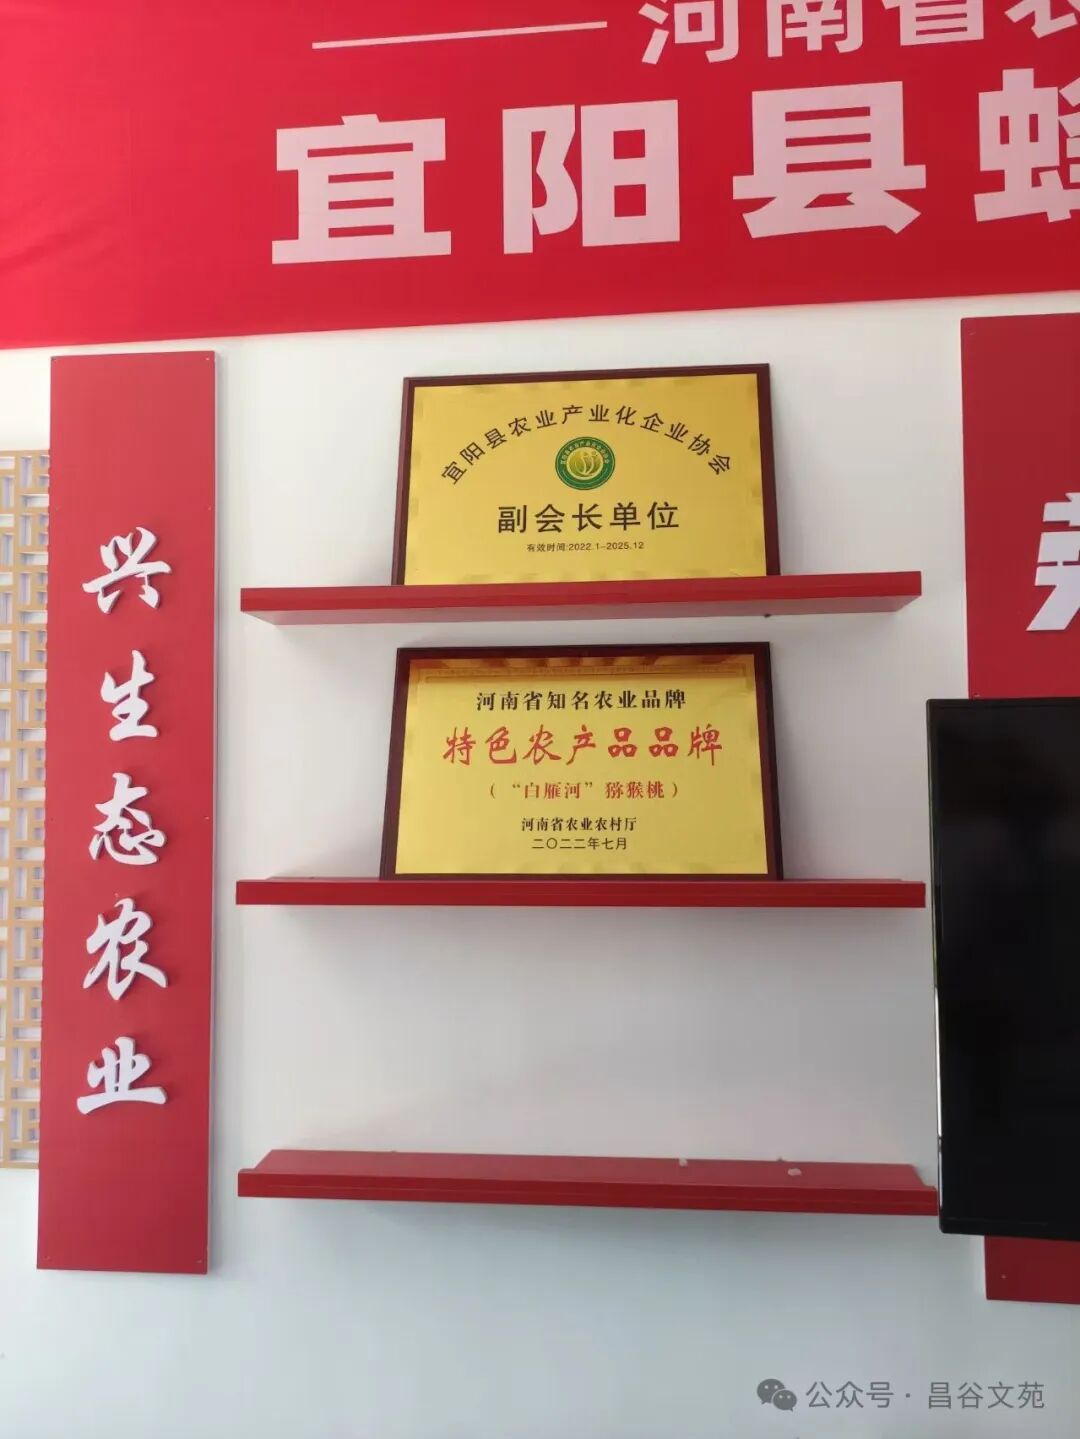 河南省农
宜阳县蜂
宜阳县农业产业化企业协会
副会长单位
有效时间:2022.1-2025.12
河南省知名农业品牌
特色农产品品牌
(“白雁河”猕猴桃)
河南省农业农村厅
二〇二二年七月
兴生态农业
公众号·昌谷文苑